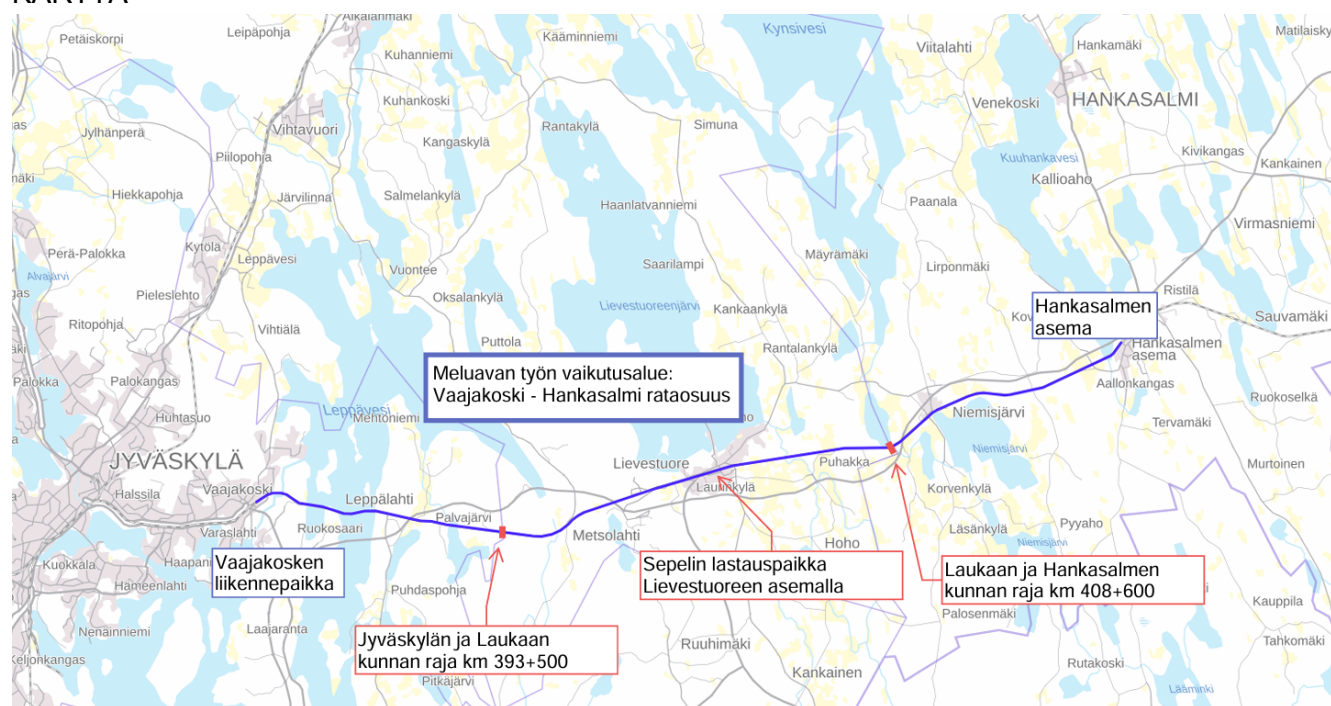 Alkalanmäki
Petäiskorpi
Leipäpohja
Kääminniemi
Kynsivesi
Matilaisky
Kuhanniemi
Viitalahti
Hankamäki
Kuhankoski
Venekoski
HANKASALMI
Vihtavuori
Rantakylä
Simuna
Jylhänperä
Kangaskylä
Kivikangas
Piilopohja
Kuuhankavesi
Kankainen
Kallioaho
Hiekkapohja
Järvilinna
Salmelankylä
Haanlatvanniemi
Paanala
Virmasniemi
Kytölä
Perä-Palokka
Leppävesi
Mäyrämäki
Saarilampi
Lirponmäki
Alvajärvi
Vuontee
Pieleslehto
Oksalankylä
Lievestuoreenjärvi
Kankaankylä
Ristilä
Hankasalmen
asema
Ritopohja
Vihtiälä
Sauvamäki
Puttola
Rantalankylä
Hankasalmen
asema
Palokka
Palokangas
Meluavan työn vaikutusalue:
Vaajakoski - Hankasalmi rataosuus
Aallonkangas
Ruokoselkä
Huhtasuo
Leppävesi
Mehtoniemi
Niemisjärvi
Tervamäki
JYVÄSKYLÄ
Lievestuore
Puhakka
Niemisjärvi
Murtoinen
Halssila
Vaajakoski
Laurinkylä
Leppälahti
Korvenkylä
Palvajärvi
Varaslahti
Ruokosaari
Metsolahti
Läsänkylä
Pyyaho
Hoho
Niemisjärvi
Kuokkala
Haapani
Vaajakosken
liikennepaikka
Sepelin lastauspaikka
Lievestuoreen asemalla
Laukaan ja Hankasalmen
kunnan raja km 408+600
Hämeenlahti
Puhdaspohja
Kauppila
Palosenmäki
Nenäinniemi
Laajaranta
Jyväskylän ja Laukaan
kunnan raja km 393+500
Ruuhimäki
Tahkomäki
Keljonkangas
Kankainen
Rutakoski
Pitkäjärvi
Lääminki